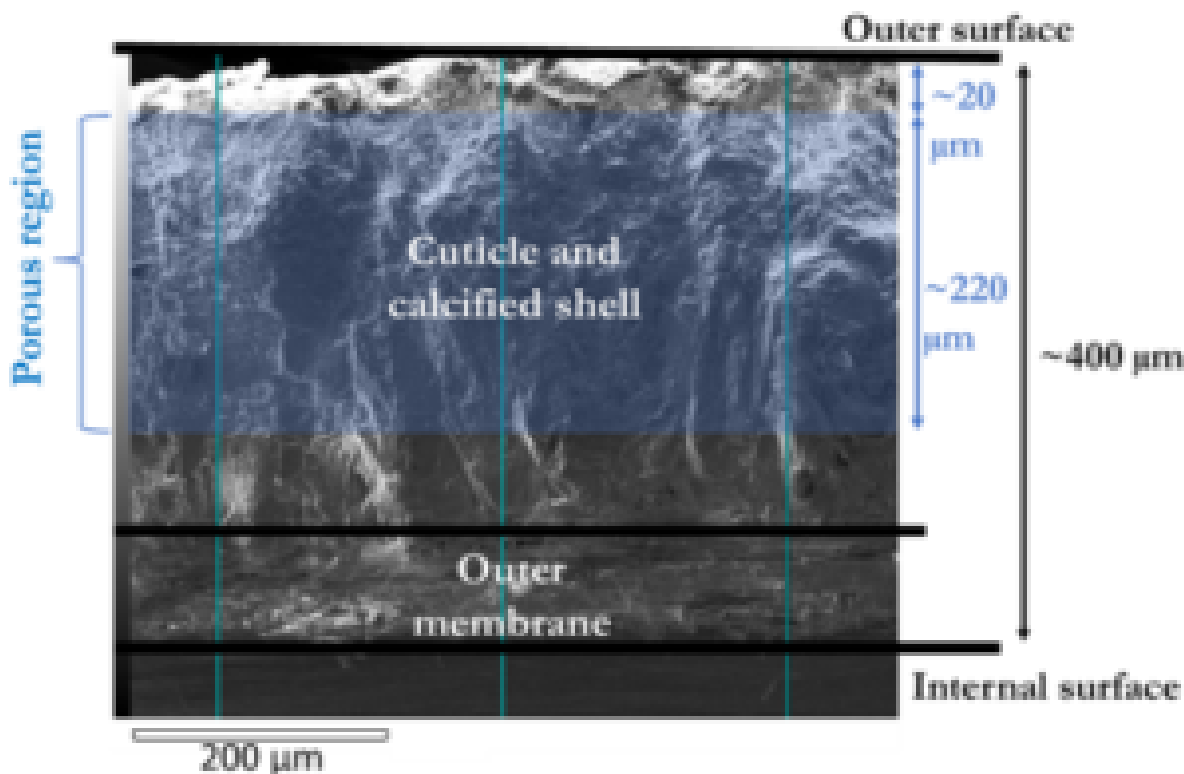 Outer surface
~20
µm
Porous region
Cuticle and
calcified shell
~220
µm
~400 µm
Outer
membrane
Internal surface
200 µm